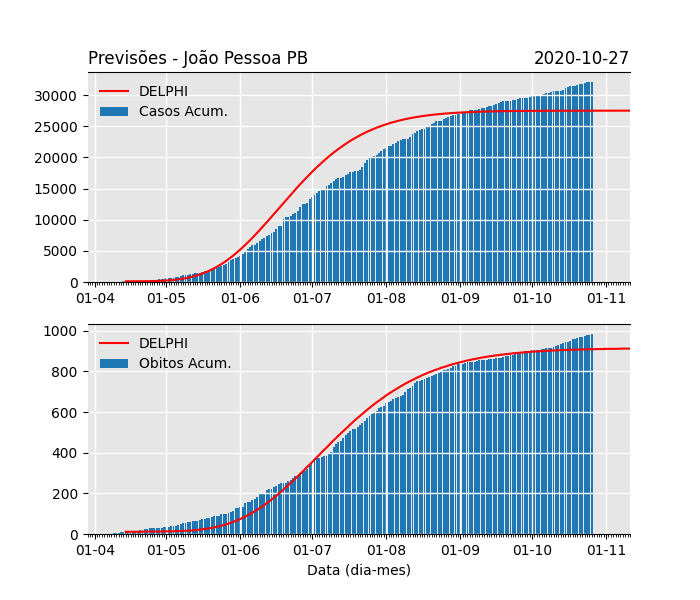 Previsões - João Pessoa PB 2020-10-27
DELPHI
Casos Acum.
30000
25000
20000
15000
10000
5000
0
01-04 01-05 01-06 01-07 01-08 01-09 01-10 01-11
DELPHI
Obitos Acum.
1000
800
600
400
200
0
01-04 01-05 01-06 01-07 01-08 01-09 01-10 01-11
Data (dia-mes)